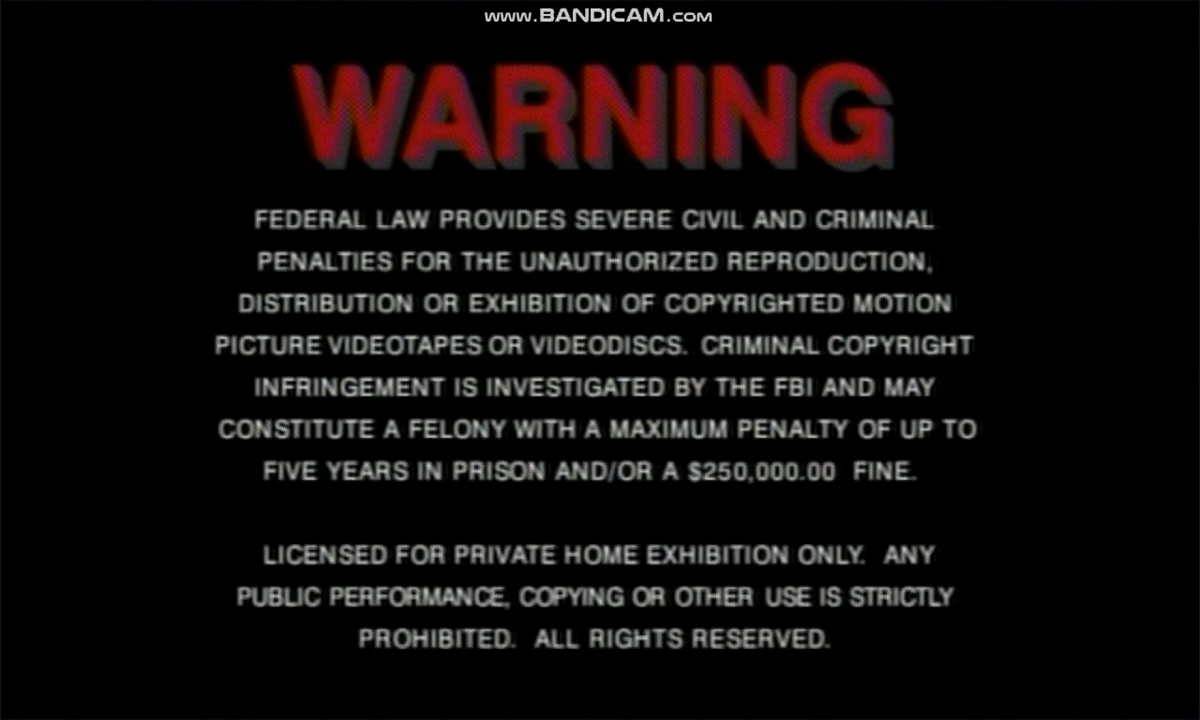 www.BANDICAM.com
WARNING
FEDERAL LAW PROVIDES SEVERE CIVIL AND CRIMINAL
PENALTIES FOR THE UNAUTHORIZED REPRODUCTION,
DISTRIBUTION OR EXHIBITION OF COPYRIGHTED MOTION
PICTURE VIDEOTAPES OR VIDEODISCS. CRIMINAL COPYRIGHT
INFRINGEMENT IS INVESTIGATED BY THE FBI AND MAY
CONSTITUTE A FELONY WITH A MAXIMUM PENALTY OF UP TO
FIVE YEARS IN PRISON AND/OR A $250,000.00 FINE.
LICENSED FOR PRIVATE HOME EXHIBITION ONLY. ANY
PUBLIC PERFORMANCE, COPYING OR OTHER USE IS STRICTLY
PROHIBITED. ALL RIGHTS RESERVED.